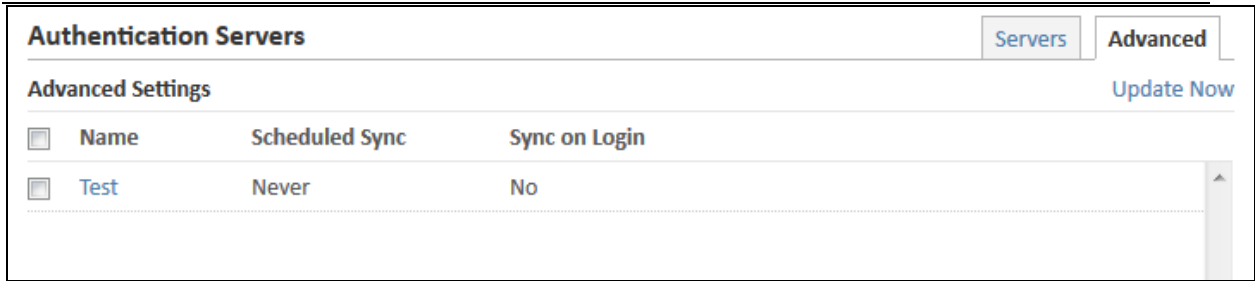 Authentication Servers Servers Advanced
Advanced Settings Update Now
Name Scheduled Sync Sync on Login
Test Never No